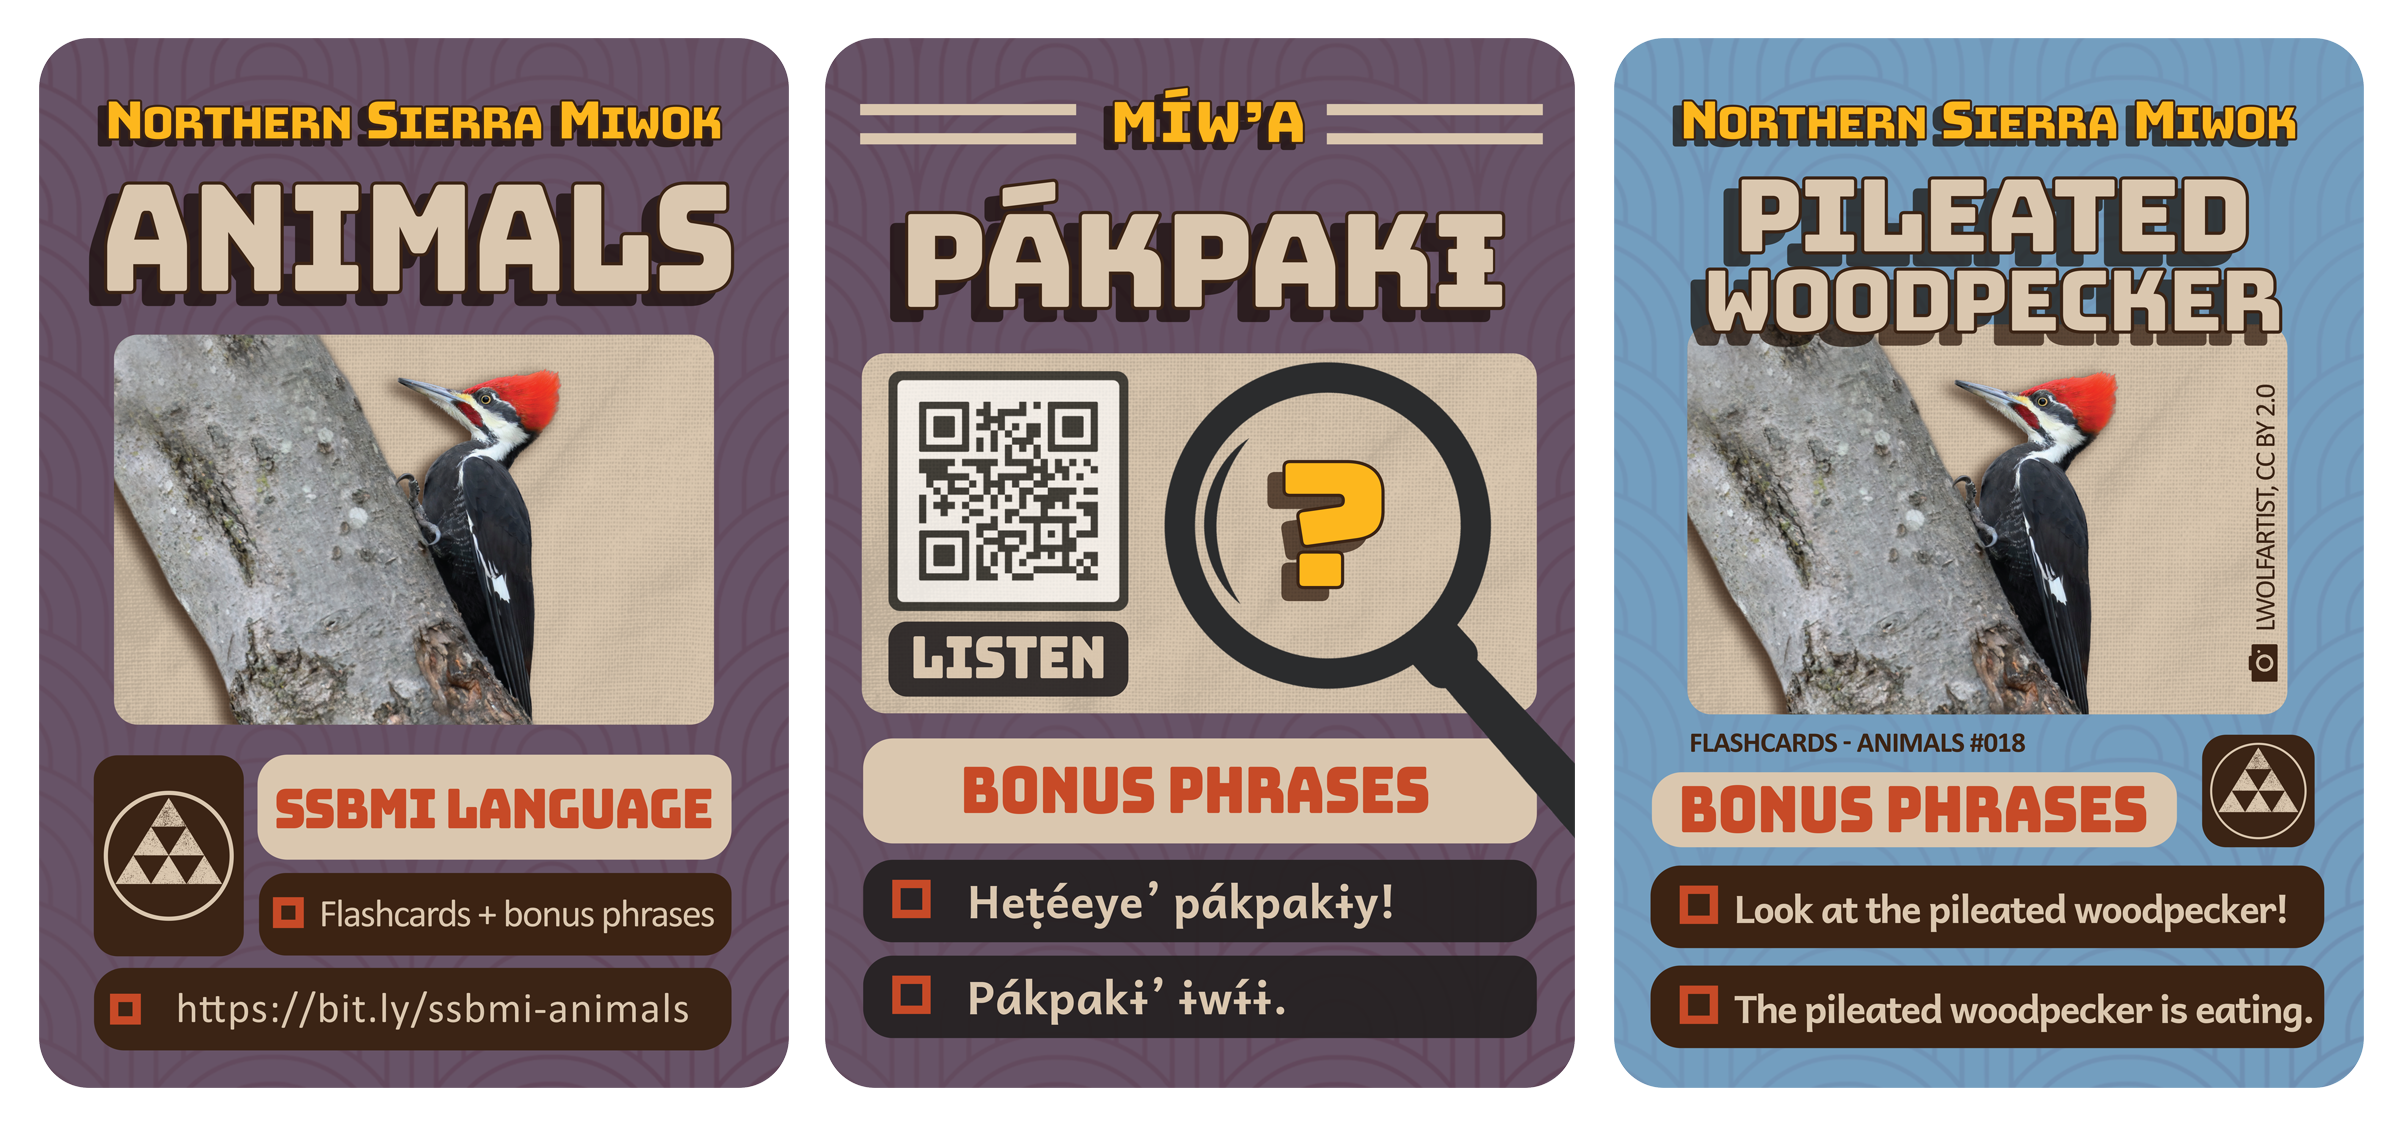 NORTHERN SIERRA MIWOK
ANIMALS
SSBMI LANGUAGE
Flashcards + bonus phrases
https://bit.ly/ssbmi-animals
MÍW’A
PÁKPAKɨ
LISTEN
?
BONUS PHRASES
Heṭéeye’ pákpakɨy!
Pákpakɨ’ ɨwɨ́ɨ.
NORTHERN SIERRA MIWOK
PILEATED
WOODPECKER
LWOLFARTIST, CC BY 2.0
FLASHCARDS - ANIMALS #018
BONUS PHRASES
Look at the pileated woodpecker!
The pileated woodpecker is eating.